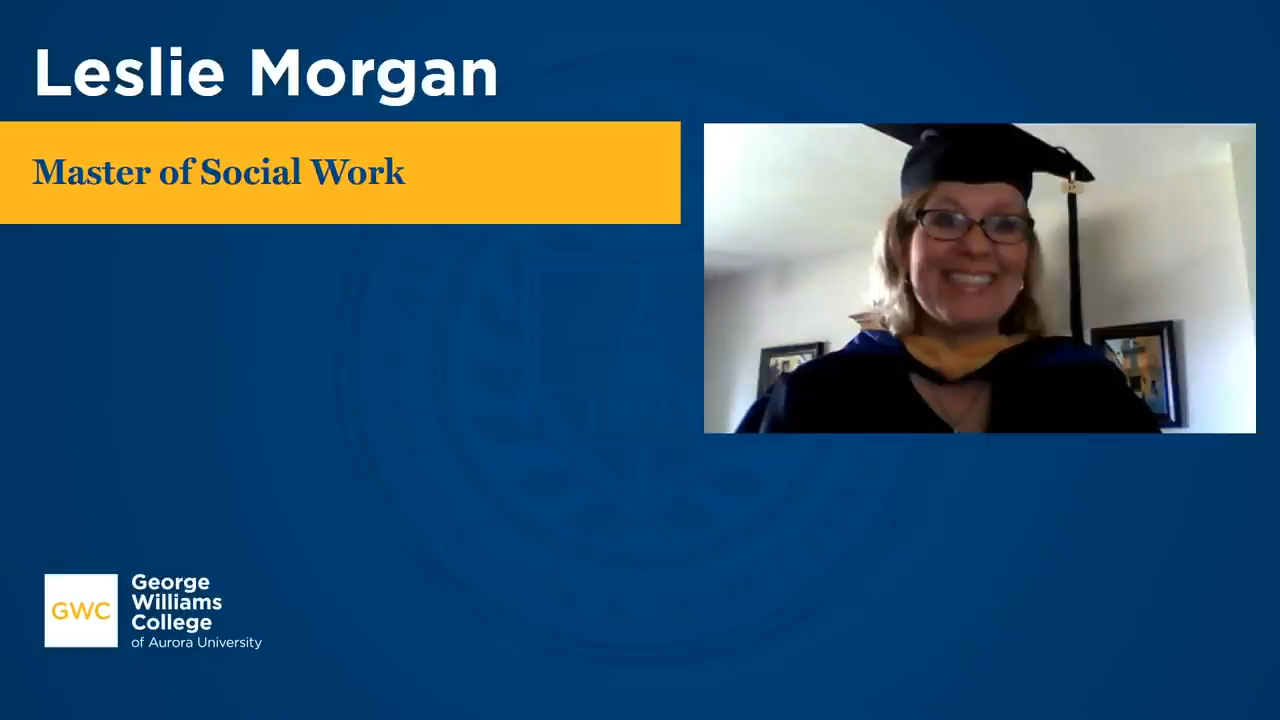 Leslie Morgan
Master of Social Work
GWC
George
Williams
College
of Aurora University